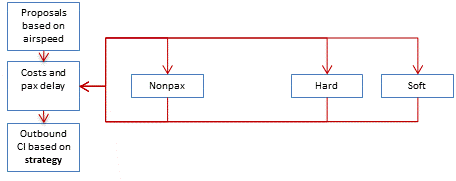 Proposals
based on
airspeed
Costs and
pax delay
Nonpax
Hard
Soft
Outbound
CI based on
strategy